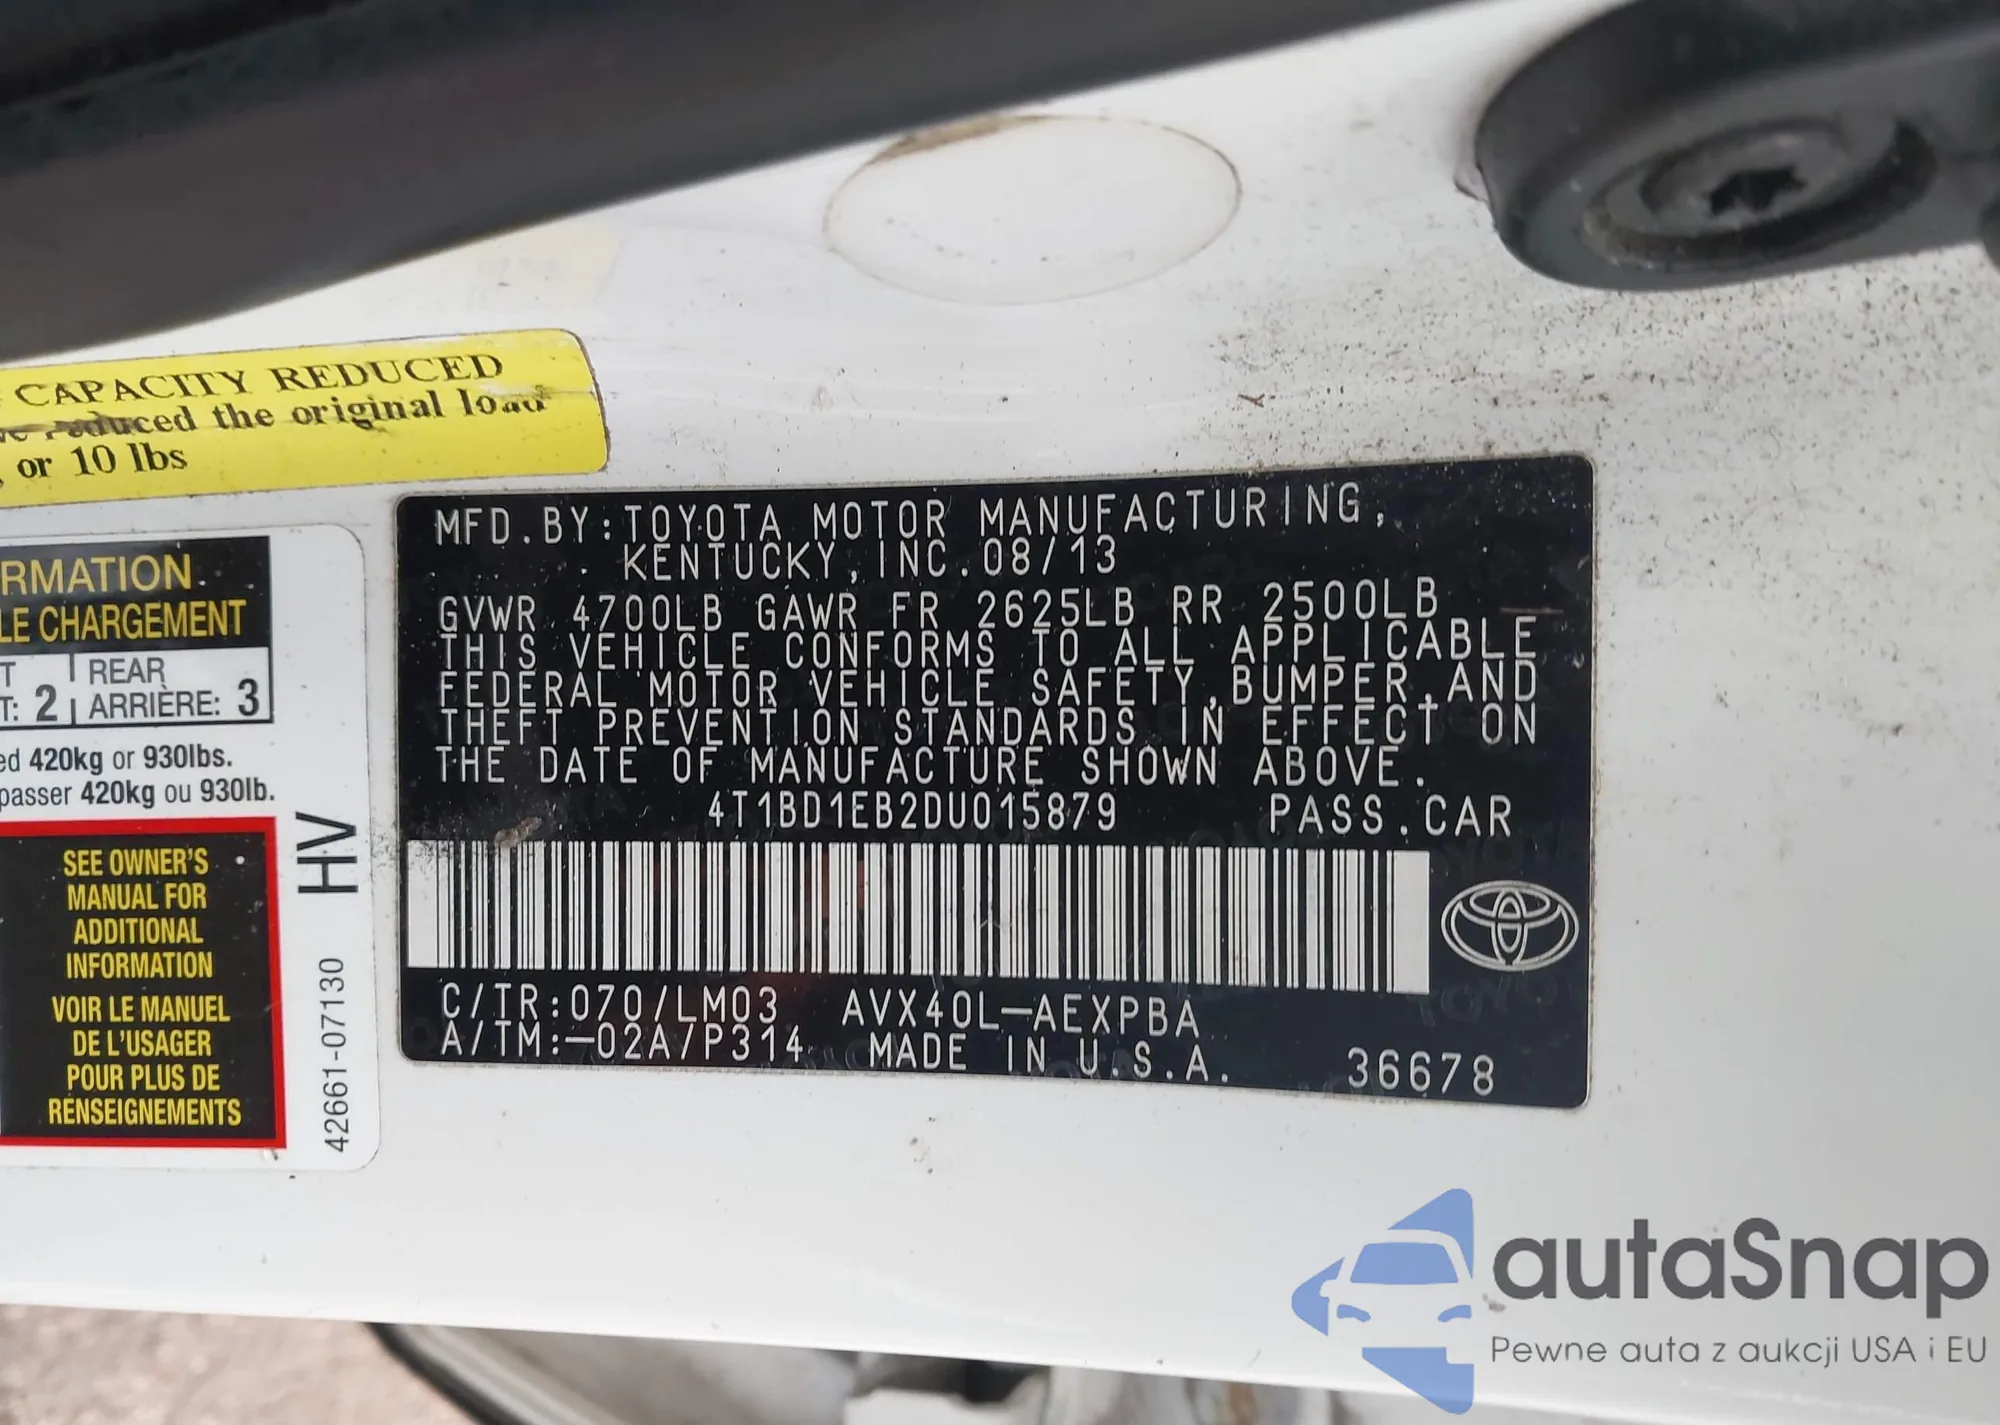 CAPACITY REDUCED
reduced the original load
or 10 lbs
RMATION
LE CHARGEMENT
T | REAR
T: 2 | ARRIÈRE: 3
ed 420kg or 930lbs.
passer 420kg ou 930lb.
SEE OWNER'S
MANUAL FOR
ADDITIONAL
INFORMATION
VOIR LE MANUEL
DE L'USAGER
POUR PLUS DE
RENSEIGNEMENTS
HV
42661-07130
MFD.BY:TOYOTA MOTOR MANUFACTURING,
KENTUCKY,INC.08/13
GVWR 4700LB GAWR FR 2625LB RR 2500LB
THIS VEHICLE CONFORMS TO ALL APPLICABLE
FEDERAL MOTOR VEHICLE SAFETY,BUMPER,AND
THEFT PREVENTION STANDARDS IN EFFECT ON
THE DATE OF MANUFACTURE SHOWN ABOVE.
4T1BD1EB2DU015879 PASS.CAR
C/TR:070/LM03 AVX40L-AEXPBA
A/TM:-02A/P314 MADE IN U.S.A. 36678
autaSnap
Pewne auta z aukcji USA i EU